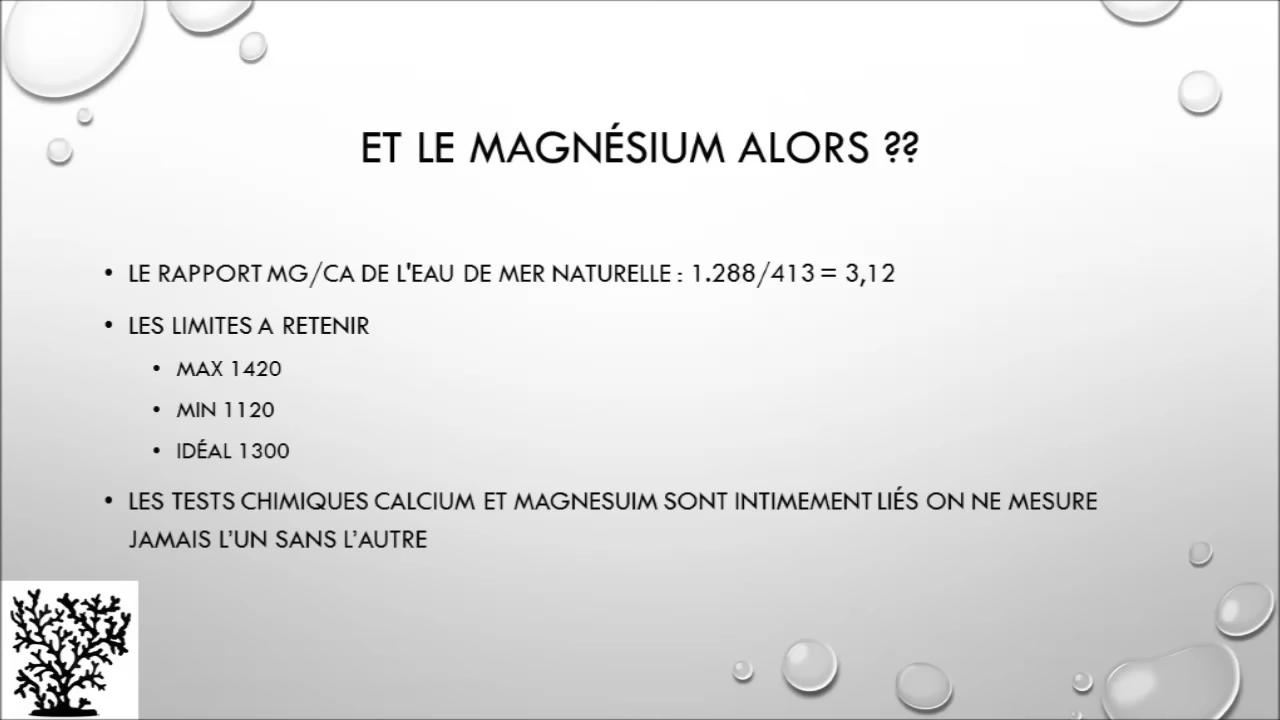 ET LE MAGNÉSIUM ALORS ??
• LE RAPPORT MG/CA DE L'EAU DE MER NATURELLE : 1.288/413 = 3,12
• LES LIMITES A RETENIR
• MAX 1420
• MIN 1120
• IDÉAL 1300
• LES TESTS CHIMIQUES CALCIUM ET MAGNESUIM SONT INTIMEMENT LIÉS ON NE MESURE
JAMAIS L’UN SANS L’AUTRE